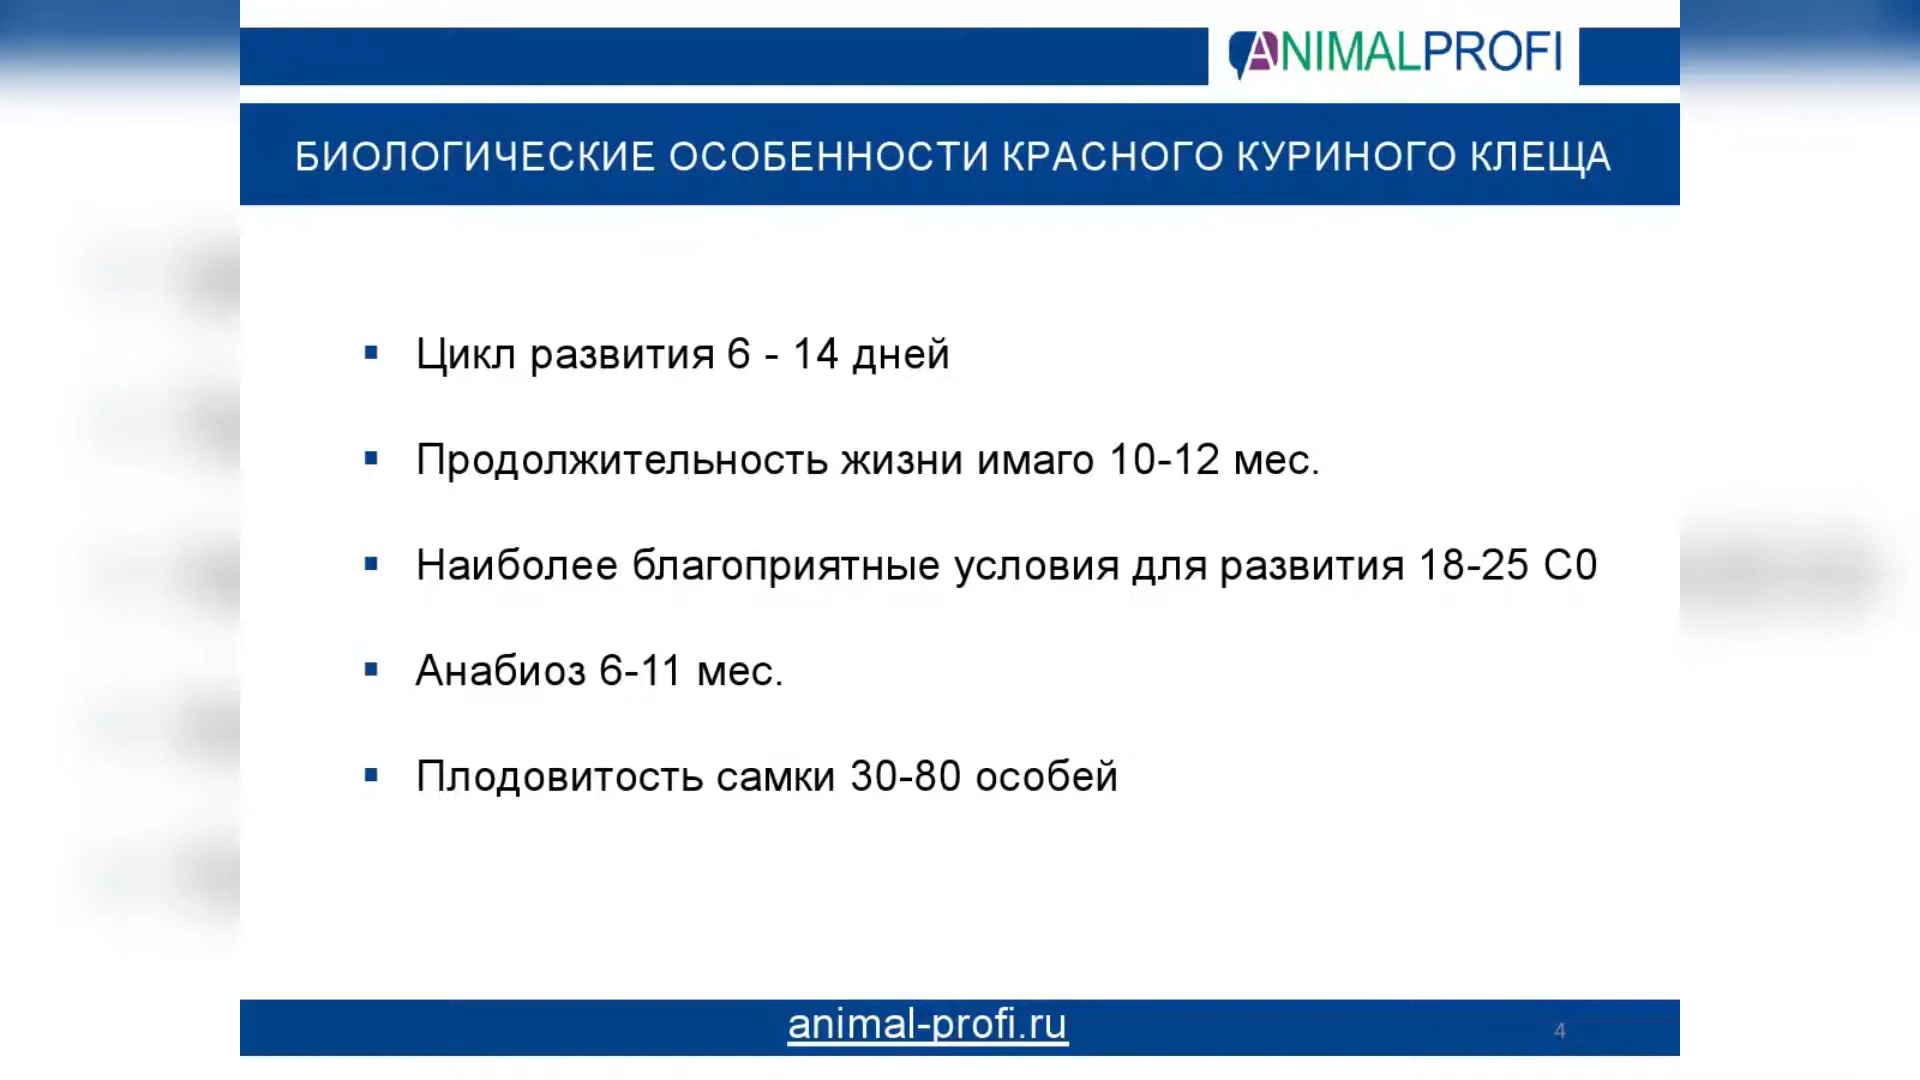 ANIMALPROFI
БИОЛОГИЧЕСКИЕ ОСОБЕННОСТИ КРАСНОГО КУРИНОГО КЛЕЩА
▪ Цикл развития 6 - 14 дней
▪ Продолжительность жизни имаго 10-12 мес.
▪ Наиболее благоприятные условия для развития 18-25 С0
▪ Анабиоз 6-11 мес.
▪ Плодовитость самки 30-80 особей
animal-profi.ru
4